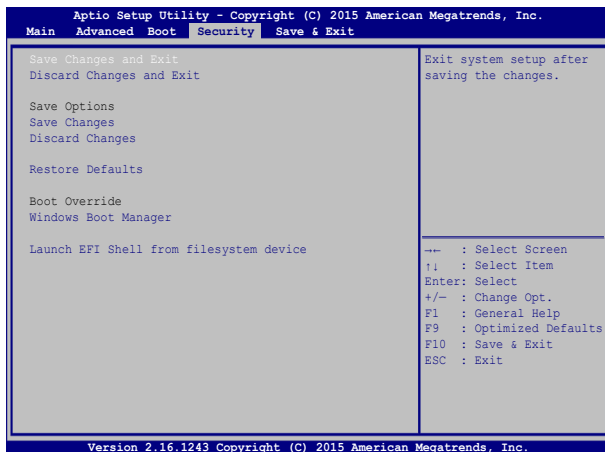 Aptio Setup Utility - Copyright (C) 2015 American Megatrends, Inc.
Main Advanced Boot Security Save & Exit
Save Changes and Exit
Discard Changes and Exit
Save Options
Save Changes
Discard Changes
Restore Defaults
Boot Override
Windows Boot Manager
Launch EFI Shell from filesystem device
Exit system setup after
saving the changes.
→← : Select Screen
↑↓ : Select Item
Enter: Select
+/— : Change Opt.
F1 : General Help
F9 : Optimized Defaults
F10 : Save & Exit
ESC : Exit
Version 2.16.1243 Copyright (C) 2015 American Megatrends, Inc.